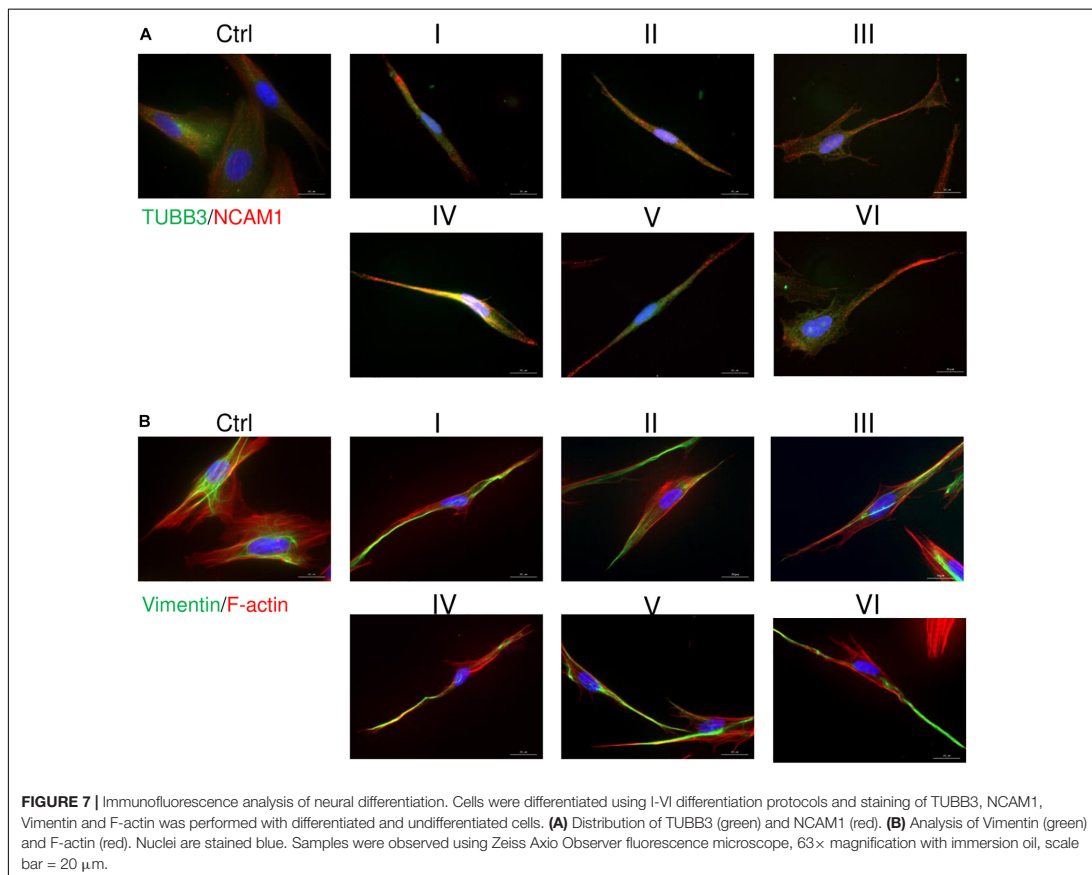 A
Ctrl
I
II
III
TUBB3/NCAM1
IV
V
VI
B
Ctrl
I
II
III
Vimentin/F-actin
IV
V
VI
FIGURE 7 | Immunofluorescence analysis of neural differentiation. Cells were differentiated using I-VI differentiation protocols and staining of TUBB3, NCAM1,
Vimentin and F-actin was performed with differentiated and undifferentiated cells. (A) Distribution of TUBB3 (green) and NCAM1 (red). (B) Analysis of Vimentin (green)
and F-actin (red). Nuclei are stained blue. Samples were observed using Zeiss Axio Observer fluorescence microscope, 63× magnification with immersion oil, scale
bar = 20 μm.